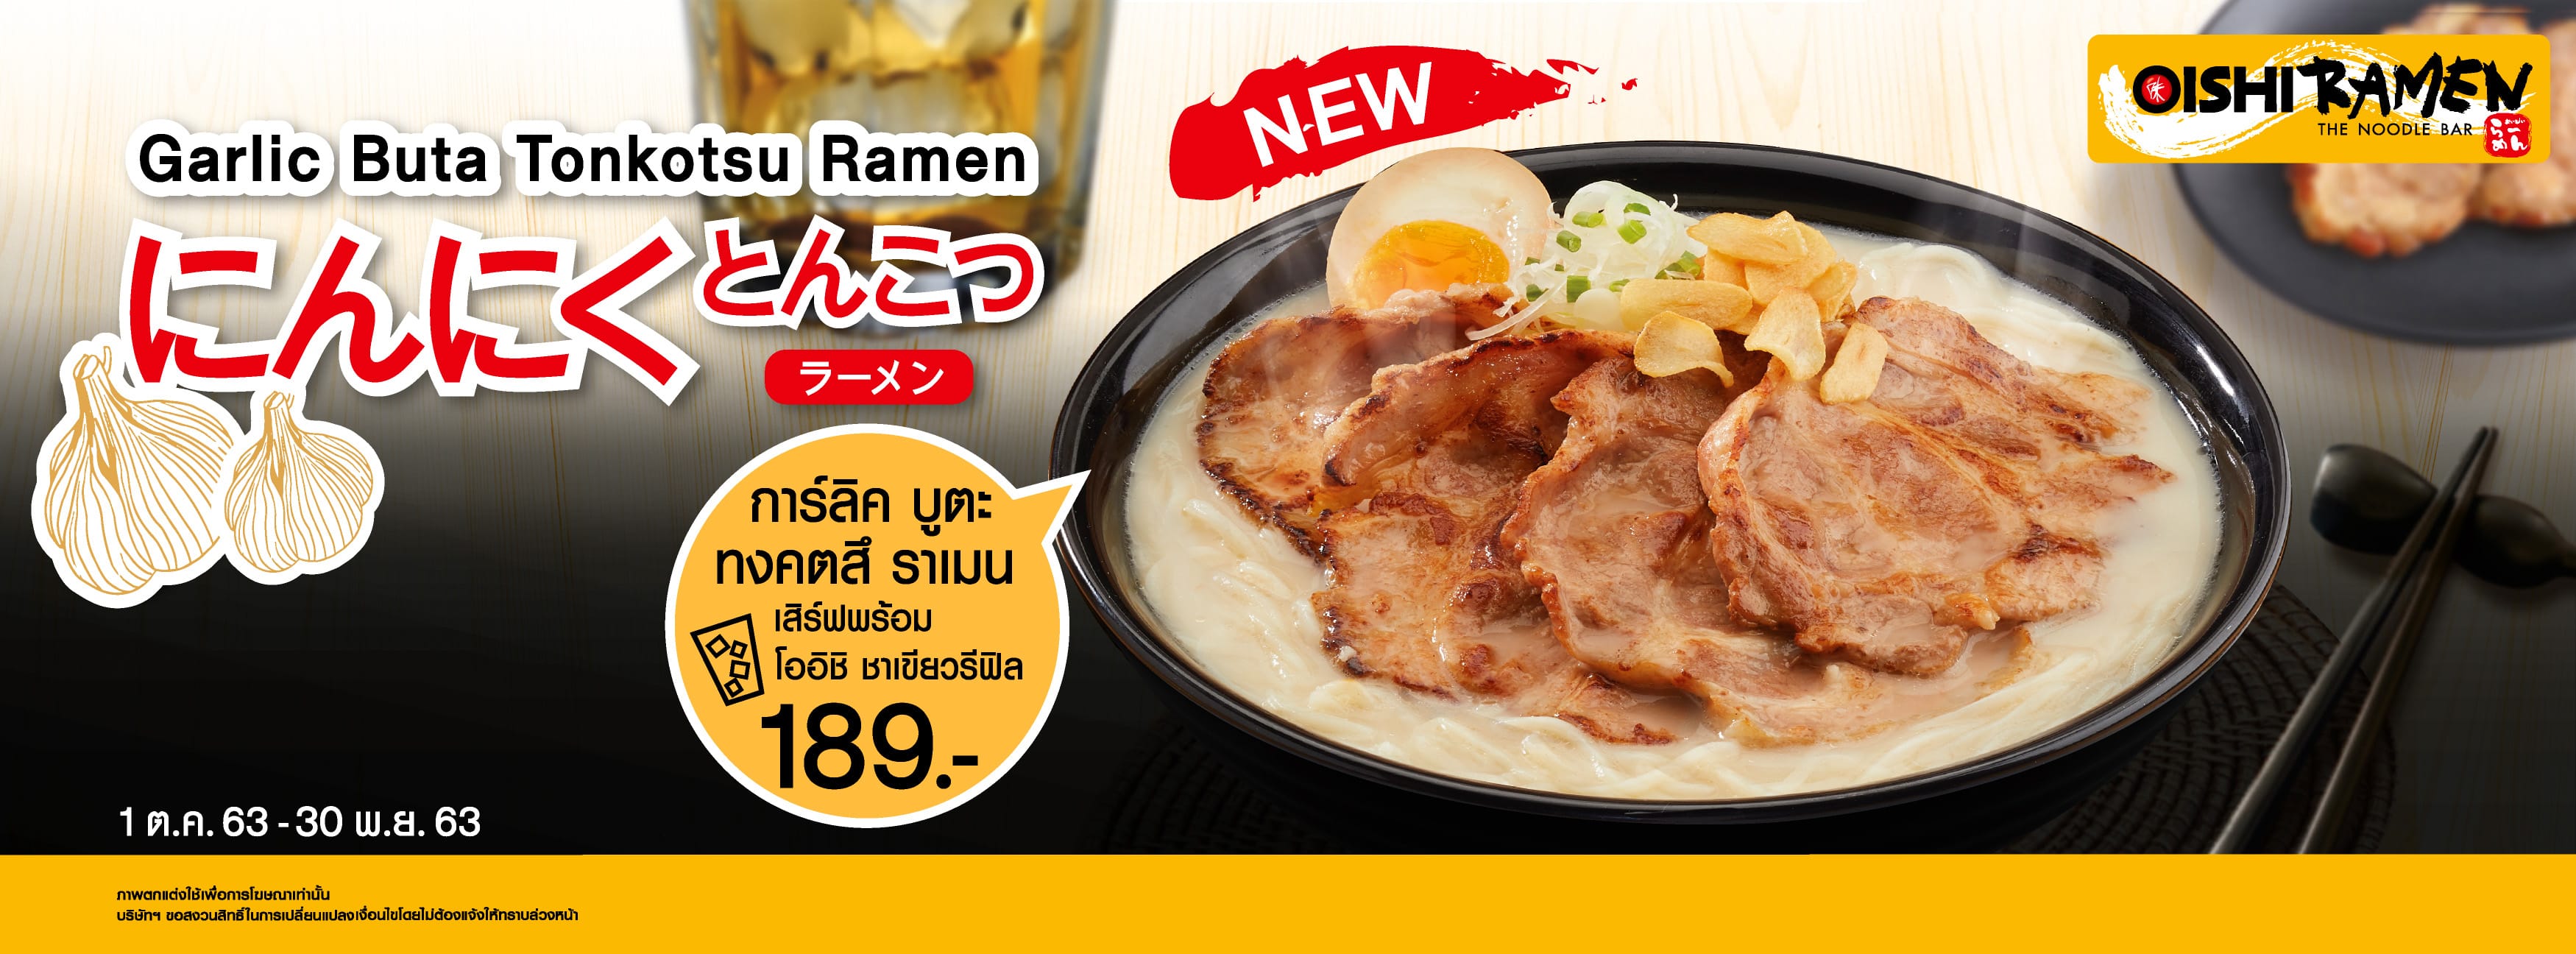 Garlic Buta Tonkotsu Ramen
にんにくとんこつ
ラーメン
NEW
OISHI RAMEN
THE NOODLE BAR
らーめん
การ์ลิค บูตะ
ทงคตสึ ราเมน
เสิร์ฟพร้อม
โออิชิ ชาเขียวรีฟิล
189.-
1 ต.ค. 63 - 30 พ.ย. 63
ภาพตกแต่งใช้เพื่อการโฆษณาเท่านั้น
บริษัทฯ ขอสงวนสิทธิ์ในการเปลี่ยนแปลงเงื่อนไขโดยไม่ต้องแจ้งให้ทราบล่วงหน้า